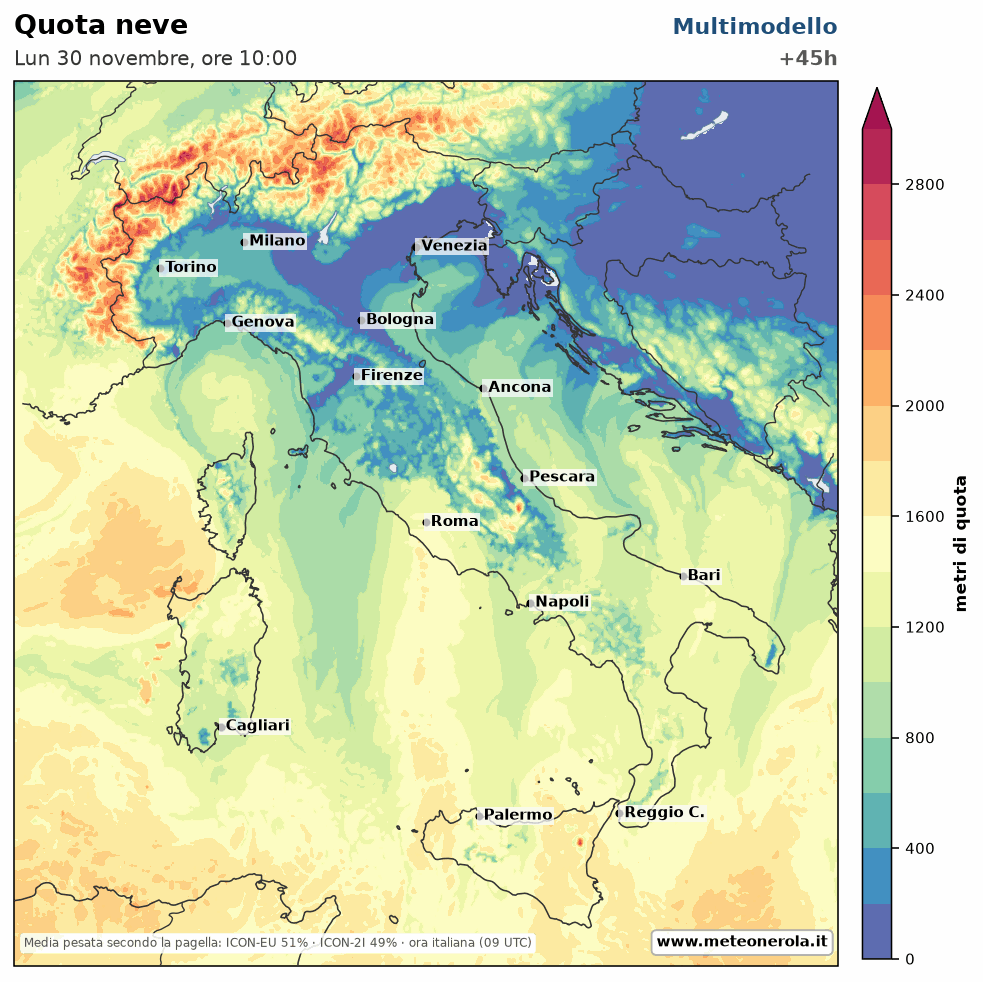 Quota neve
Multimodello
Lun 30 novembre, ore 10:00
+45h
Milano
Venezia
Torino
Genova
Bologna
Firenze
Ancona
Pescara
Roma
Bari
Napoli
Cagliari
Palermo
Reggio C.
2800
2400
2000
1600
1200
800
400
0
metri di quota
Media pesata secondo la pagella: ICON-EU 51% · ICON-2I 49% · ora italiana (09 UTC)
www.meteonerola.it